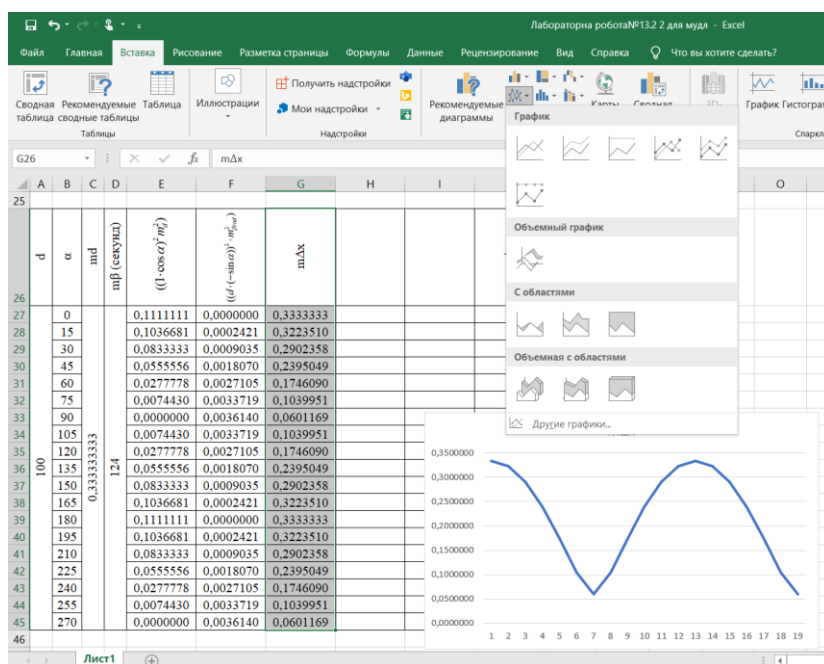 Лабораторна робота№13.2 2 для мудл - Excel
Файл Главная Вставка Рисование Разметка страницы Формулы Данные Рецензирование Вид Справка Что вы хотите сделать?
Сводная таблица
Рекомендуемые сводные таблицы
Таблица
Таблицы
Иллюстрации
Получить надстройки
Мои надстройки
Надстройки
Рекомендуемые диаграммы
Карты
Сводная
3D-
График
Спаркл
График
Объемный график
С областями
Объемная с областями
Другие графики...
G26 fx mΔx
A B C D E F G H I O
25
26 d α md mβ (секунд) ((1·cos α)² m²d) mΔx
27 0 0,1111111 0,0000000 0,3333333
28 15 0,1036681 0,0002421 0,3223510
29 30 0,0833333 0,0009035 0,2902358
30 45 0,0555556 0,0018070 0,2395049
31 60 0,0277778 0,0027105 0,1746090
32 75 0,0074430 0,0033719 0,1039951
33 90 0,0000000 0,0036140 0,0601169
34 105 0,0074430 0,0033719 0,1039951
35 120 0,0277778 0,0027105 0,1746090
36 100 135 0,333333333 124 0,0555556 0,0018070 0,2395049
37 150 0,0833333 0,0009035 0,2902358
38 165 0,1036681 0,0002421 0,3223510
39 180 0,1111111 0,0000000 0,3333333
40 195 0,1036681 0,0002421 0,3223510
41 210 0,0833333 0,0009035 0,2902358
42 225 0,0555556 0,0018070 0,2395049
43 240 0,0277778 0,0027105 0,1746090
44 255 0,0074430 0,0033719 0,1039951
45 270 0,0000000 0,0036140 0,0601169
46
0,3500000
0,3000000
0,2500000
0,2000000
0,1500000
0,1000000
0,0500000
0,0000000
1 2 3 4 5 6 7 8 9 10 11 12 13 14 15 16 17 18 19
Лист1